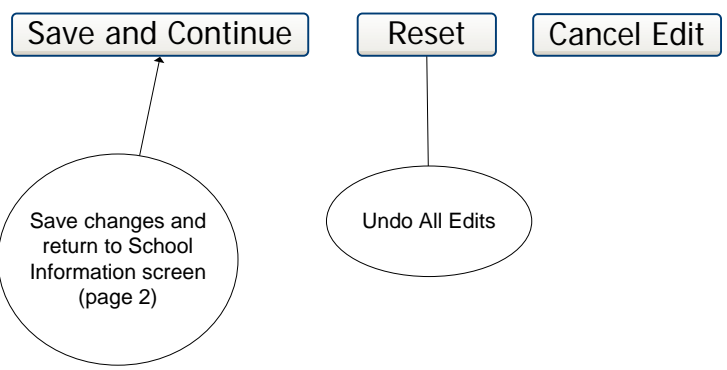 Save and Continue
Reset
Cancel Edit
Save changes and
return to School
Information screen
(page 2)
Undo All Edits